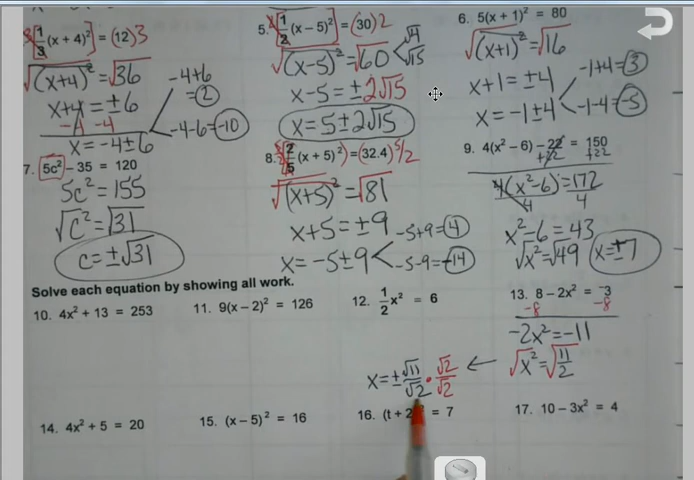 3[1/3 (x + 4)²] = (12)3
√(x+4)² = √36
x+4 = ±6
-4 -4
x = -4 ± 6
-4+6
= 2
-4-6 = -10
5. 2[1/2 (x – 5)²] = (30)2
√(x-5)² = √60
√4
√15
x-5 = ±2√15
x = 5 ± 2√15
6. 5(x + 1)² = 80
√(x+1)² = √16
x+1 = ±4
x = -1 ± 4
-1+4 = 3
-1-4 = -5
7. 5c² – 35 = 120
5c² = 155
√c² = √31
c = ±√31
8. 5/2 (2/5 (x + 5)²) = (32.4) 5/2
√(x+5)² = √81
x+5 = ±9
x = -5 ± 9
-5+9 = 4
-5-9 = -14
9. 4(x² – 6) – 22 = 150
+22 +22
4(x²-6) = 172
4 4
x²-6 = 43
√x² = √49
x = ±7
Solve each equation by showing all work.
10. 4x² + 13 = 253
11. 9(x – 2)² = 126
12. 1/2 x² = 6
13. 8 – 2x² = -3
-8 -8
-2x² = -11
√x² = √11/2
x = ± √11/√2 • √2/√2 ←
14. 4x² + 5 = 20
15. (x – 5)² = 16
16. (t + 2)² = 7
17. 10 – 3x² = 4